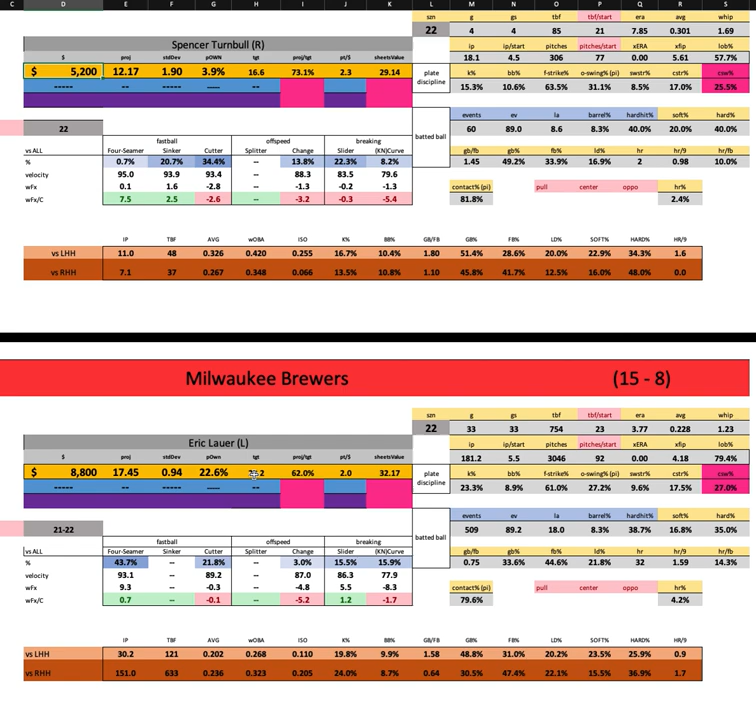 C D E F G H I J K L M N O P Q R S
szn g gs tbf tbf/start era avg whip
22 4 4 85 21 7.85 0.301 1.69
Spencer Turnbull (R) ip ip/start pitches pitches/start xERA xfip lob%
18.1 4.5 306 77 0.00 5.61 57.7%
$ proj stdDev pOWN tgt proj/tgt pt/$ sheetsValue
$ 5,200 12.17 1.90 3.9% 16.6 73.1% 2.3 29.14
plate discipline k% bb% f-strike% o-swing% (pi) swstr% cstr% csw%
----- -- ----- — -- 15.3% 10.6% 63.5% 31.1% 8.5% 17.0% 25.5%
events ev la barrel% hardhit% soft% hard%
22 60 89.0 8.6 8.3% 40.0% 20.0% 40.0%
fastball offspeed breaking batted ball
vs ALL Four-Seamer Sinker Cutter Splitter Change Slider (KN)Curve gb/fb gb% fb% ld% hr hr/9 hr/fb
% 0.7% 20.7% 34.4% -- 13.8% 22.3% 8.2% 1.45 49.2% 33.9% 16.9% 2 0.98 10.0%
velocity 95.0 93.9 93.4 -- 88.3 83.5 79.6
wFx 0.1 1.6 -2.8 -- -1.3 -0.2 -1.3 contact% (pi) pull center oppo hr%
wFx/C 7.5 2.5 -2.6 -- -3.2 -0.3 -5.4 81.8% 2.4%
IP TBF AVG wOBA ISO K% BB% GB/FB GB% FB% LD% SOFT% HARD% HR/9
vs LHH 11.0 48 0.326 0.420 0.255 16.7% 10.4% 1.80 51.4% 28.6% 20.0% 22.9% 34.3% 1.6
vs RHH 7.1 37 0.267 0.348 0.066 13.5% 10.8% 1.10 45.8% 41.7% 12.5% 16.0% 48.0% 0.0
Milwaukee Brewers (15 - 8)
szn g gs tbf tbf/start era avg whip
22 33 33 754 23 3.77 0.228 1.23
Eric Lauer (L) ip ip/start pitches pitches/start xERA xfip lob%
$ proj stdDev pOwn tgt proj/tgt pt/$ sheetsValue 181.2 5.5 3046 92 0.00 4.18 79.4%
$ 8,800 17.45 0.94 22.6% 62.0% 2.0 32.17
plate discipline k% bb% f-strike% o-swing% (pi) swstr% cstr% csw%
----- -- ----- — -- 23.3% 8.9% 61.0% 27.2% 9.6% 17.5% 27.0%
events ev la barrel% hardhit% soft% hard%
21-22 509 89.2 18.0 8.3% 38.7% 16.8% 35.0%
fastball offspeed breaking batted ball
vs ALL Four-Seamer Sinker Cutter Splitter Change Slider (KN)Curve gb/fb gb% fb% ld% hr hr/9 hr/fb
% 43.7% -- 21.8% -- 3.0% 15.5% 15.9% 0.75 33.6% 44.6% 21.8% 32 1.59 14.3%
velocity 93.1 -- 89.2 -- 87.0 86.3 77.9
wFx 9.3 -- -0.3 -- -4.8 5.5 -8.3 contact% (pi) pull center oppo hr%
wFx/C 0.7 -- -0.1 -- -5.2 1.2 -1.7 79.6% 4.2%
IP TBF AVG wOBA ISO K% BB% GB/FB GB% FB% LD% SOFT% HARD% HR/9
vs LHH 30.2 121 0.202 0.268 0.110 19.8% 9.9% 1.58 48.8% 31.0% 20.2% 23.5% 25.9% 0.9
vs RHH 151.0 633 0.236 0.323 0.205 24.0% 8.7% 0.64 30.5% 47.4% 22.1% 15.5% 36.9% 1.7